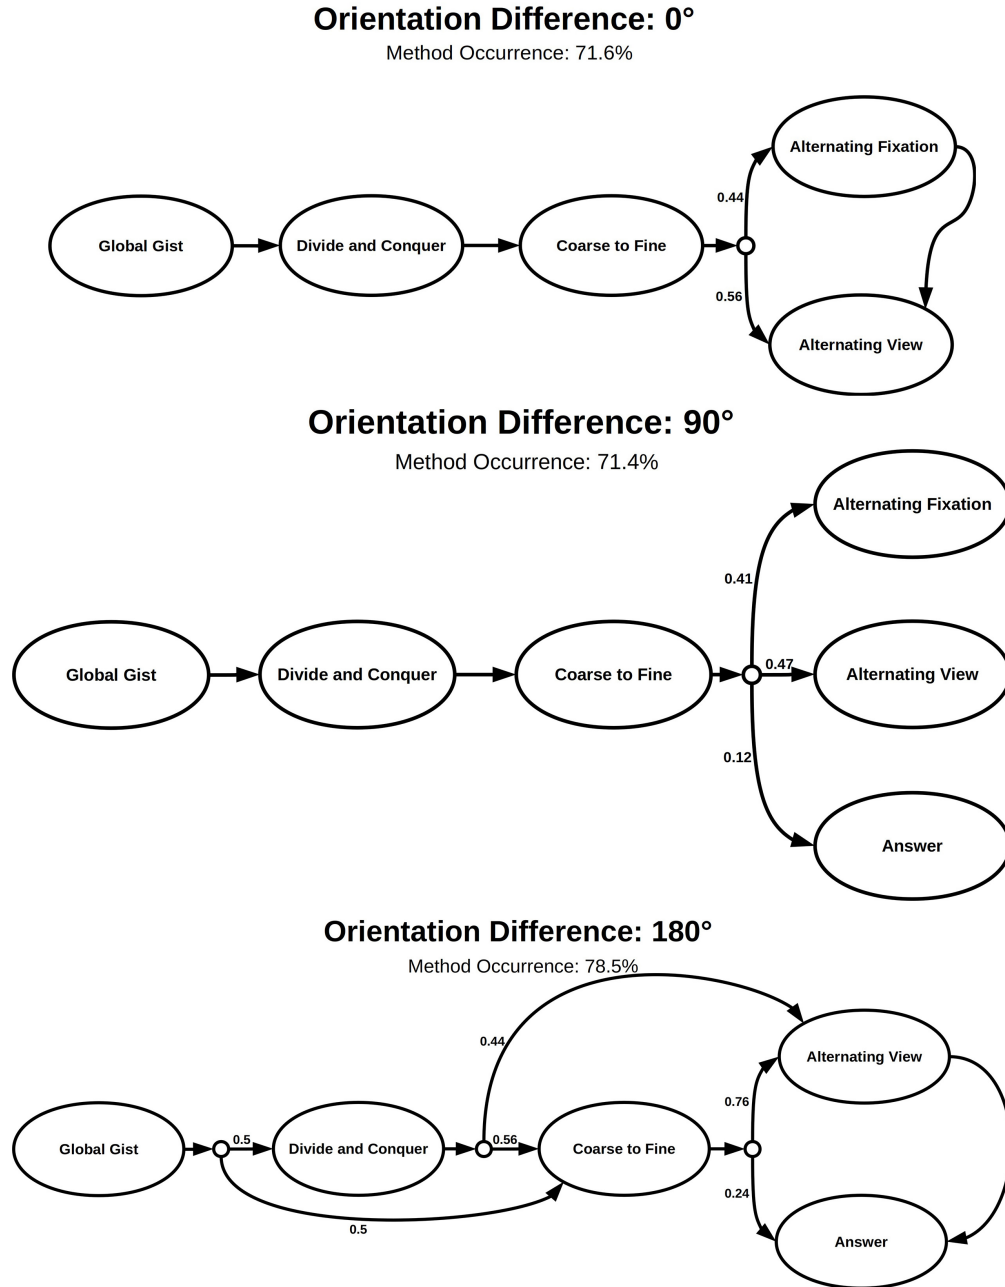 Orientation Difference: 0°
Method Occurrence: 71.6%
Alternating Fixation
0.44
Global Gist
Divide and Conquer
Coarse to Fine
0.56
Alternating View
Orientation Difference: 90°
Method Occurrence: 71.4%
Alternating Fixation
0.41
Global Gist
Divide and Conquer
Coarse to Fine
0.47
Alternating View
0.12
Answer
Orientation Difference: 180°
Method Occurrence: 78.5%
0.44
Alternating View
0.76
Global Gist
0.5
Divide and Conquer
0.56
Coarse to Fine
0.24
0.5
Answer